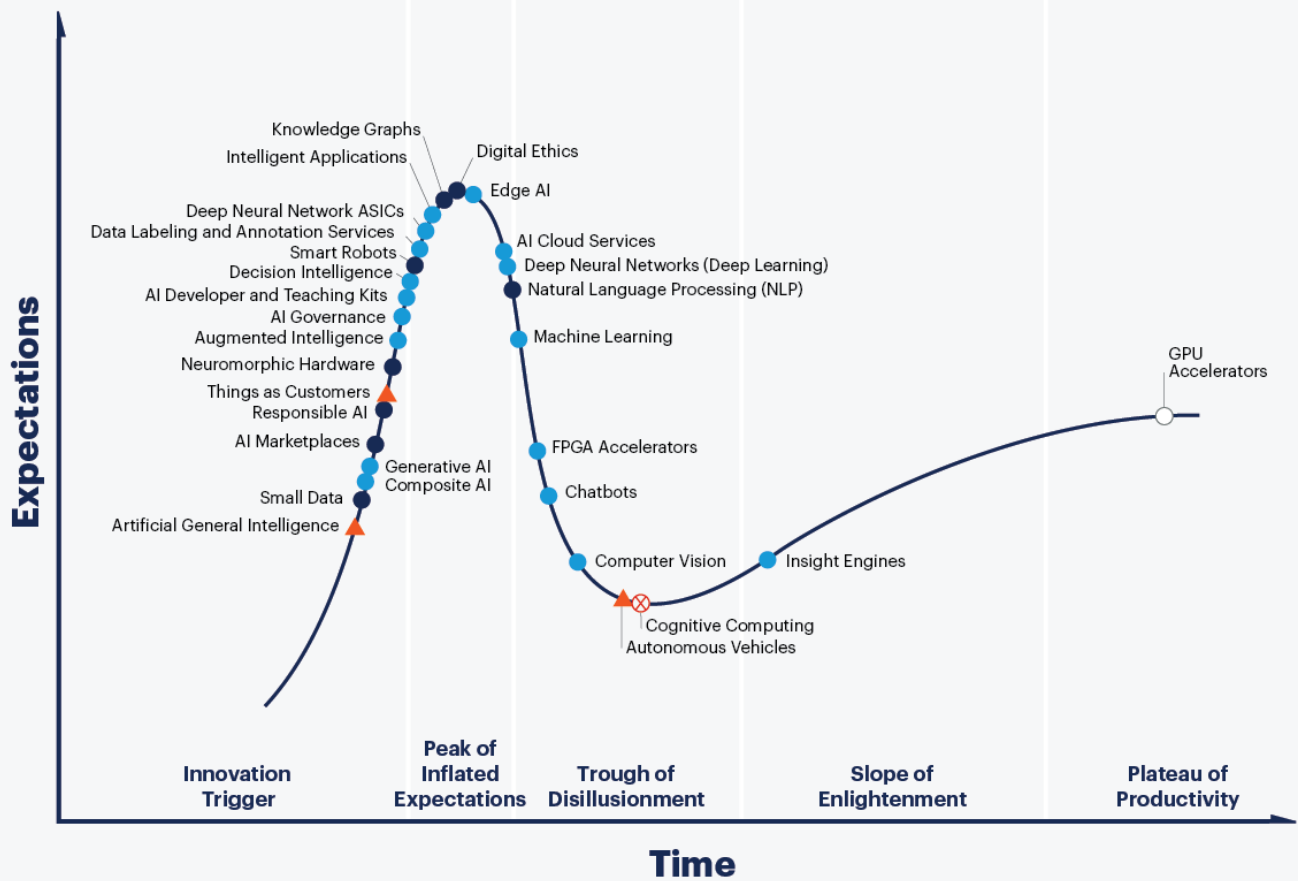 Knowledge Graphs
Digital Ethics
Intelligent Applications
Edge AI
Deep Neural Network ASICs
Data Labeling and Annotation Services
Smart Robots
Decision Intelligence
AI Developer and Teaching Kits
AI Governance
Augmented Intelligence
Neuromorphic Hardware
Things as Customers
Responsible AI
AI Marketplaces
Generative AI
Composite AI
Small Data
Artificial General Intelligence
AI Cloud Services
Deep Neural Networks (Deep Learning)
Natural Language Processing (NLP)
Machine Learning
FPGA Accelerators
Chatbots
Computer Vision
Cognitive Computing
Autonomous Vehicles
Insight Engines
GPU
Accelerators
Expectations
Innovation
Trigger
Peak of
Inflated
Expectations
Trough of
Disillusionment
Slope of
Enlightenment
Plateau of
Productivity
Time